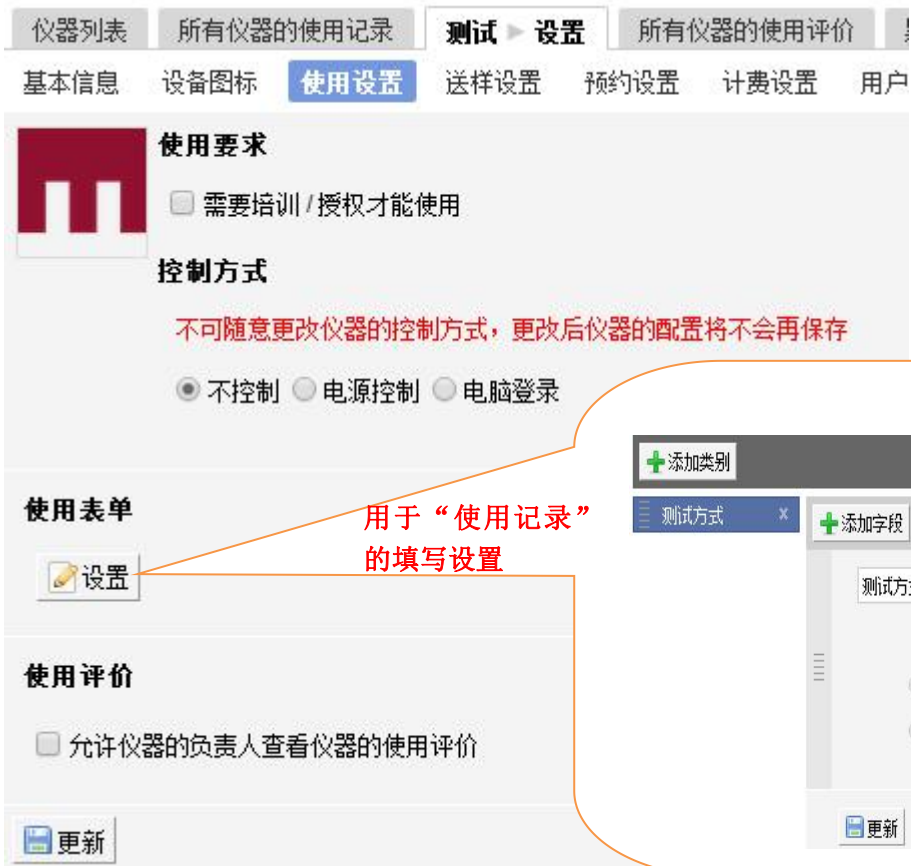 仪器列表 所有仪器的使用记录 测试 ▶ 设置 所有仪器的使用评价
基本信息 设备图标 使用设置 送样设置 预约设置 计费设置 用户
使用要求
需要培训 / 授权才能使用
控制方式
不可随意更改仪器的控制方式，更改后仪器的配置将不会再保存
不控制 电源控制 电脑登录
添加类别
使用表单
用于“使用记录”
的填写设置
测试方式 x
添加字段
设置
测试方
使用评价
允许仪器的负责人查看仪器的使用评价
更新
更新